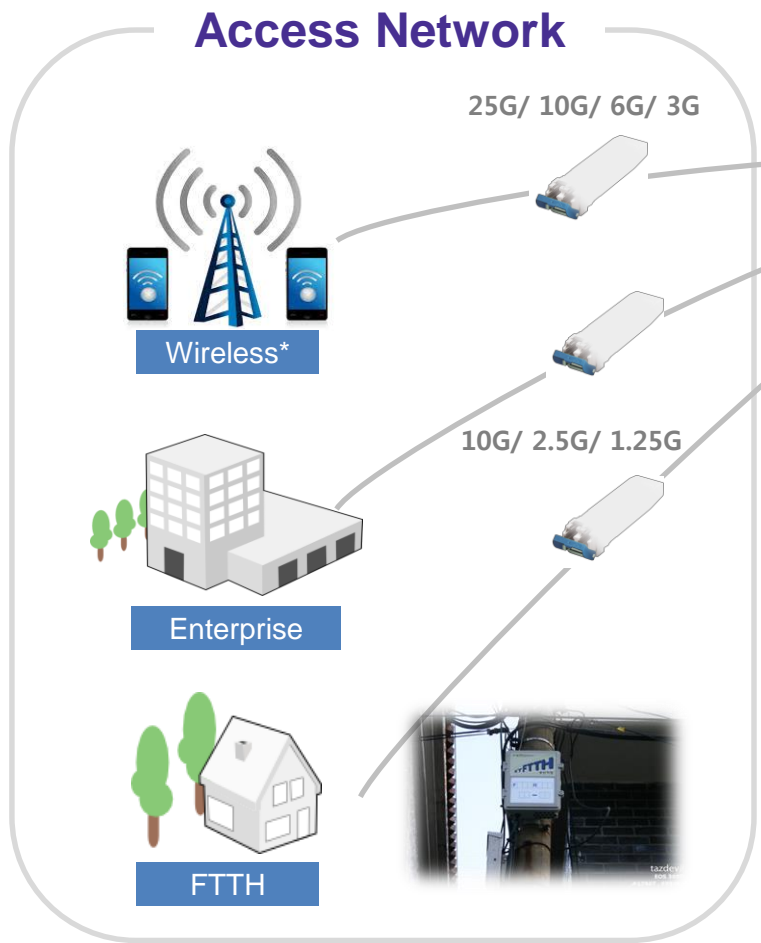 Access Network
25G/ 10G/ 6G/ 3G
Wireless*
10G/ 2.5G/ 1.25G
Enterprise
FTTH
FTTH